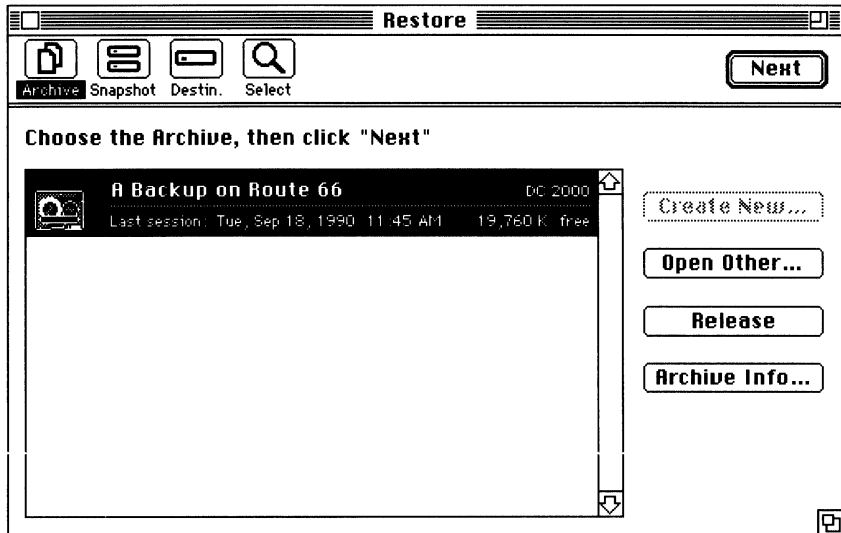 Restore
Archive Snapshot Destin. Select
Next
Choose the Archive, then click "Next"
A Backup on Route 66 DC 2000
Last session: Tue, Sep 18, 1990 11:45 AM 19,760 K free
Create New...
Open Other...
Release
Archive Info...